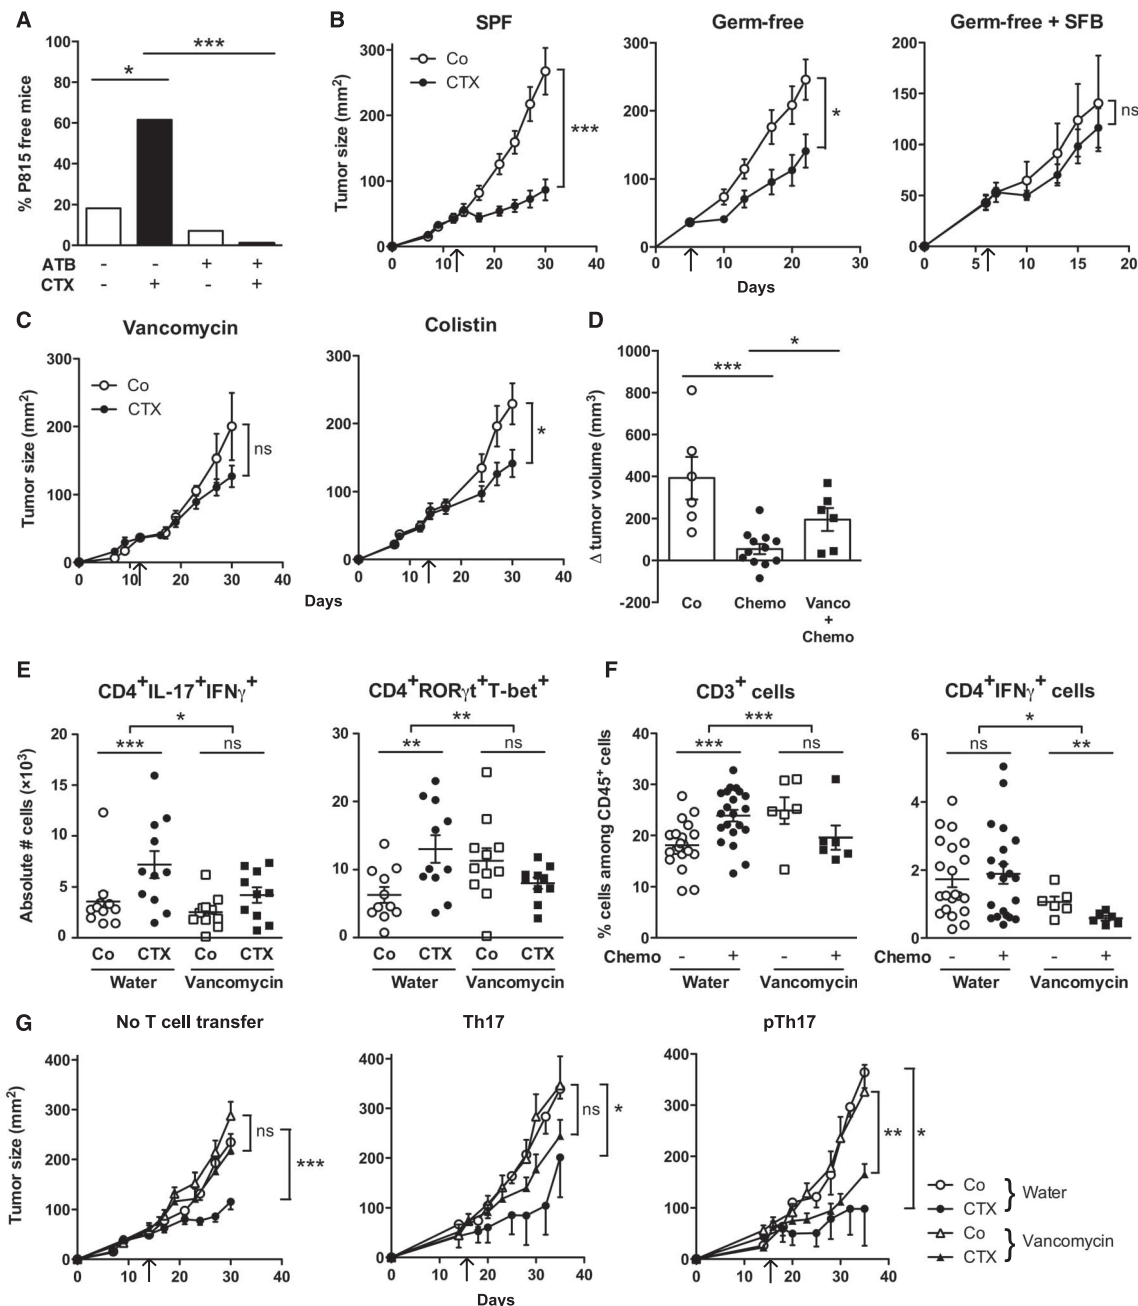 A
% P815 free mice
100
80
60
40
20
0
*
***
ATB - - + +
CTX - + - +
B
SPF
Tumor size (mm²)
300
200
100
0
0 10 20 30 40
Co
CTX
***
Germ-free
300
200
100
0
0 10 20 30
*
Germ-free + SFB
200
150
100
50
0
0 5 10 15 20
ns
Days
C
Vancomycin
Tumor size (mm²)
300
200
100
0
0 10 20 30 40
Co
CTX
ns
Colistin
300
200
100
0
0 10 20 30 40
*
Days
D
Δ tumor volume (mm³)
1000
800
600
400
200
0
-200
***
*
Co Chemo Vanco
+
Chemo
E
CD4⁺IL-17⁺IFNγ⁺
Absolute # cells (×10³)
20
15
10
5
0
*
*** ns
Co CTX Co CTX
Water Vancomycin
CD4⁺RORγt⁺T-bet⁺
30
20
10
0
**
** ns
Co CTX Co CTX
Water Vancomycin
F
CD3⁺ cells
% cells among CD45⁺ cells
40
30
20
10
0
***
*** ns
Chemo - + - +
Water Vancomycin
CD4⁺IFNγ⁺ cells
6
4
2
0
*
ns **
Chemo - + - +
Water Vancomycin
G
No T cell transfer
Tumor size (mm²)
400
300
200
100
0
0 10 20 30 40
ns
***
Th17
400
300
200
100
0
0 10 20 30 40
ns
*
pTh17
400
300
200
100
0
0 10 20 30 40
**
*
Days
Co
CTX
} Water
Co
CTX
} Vancomycin